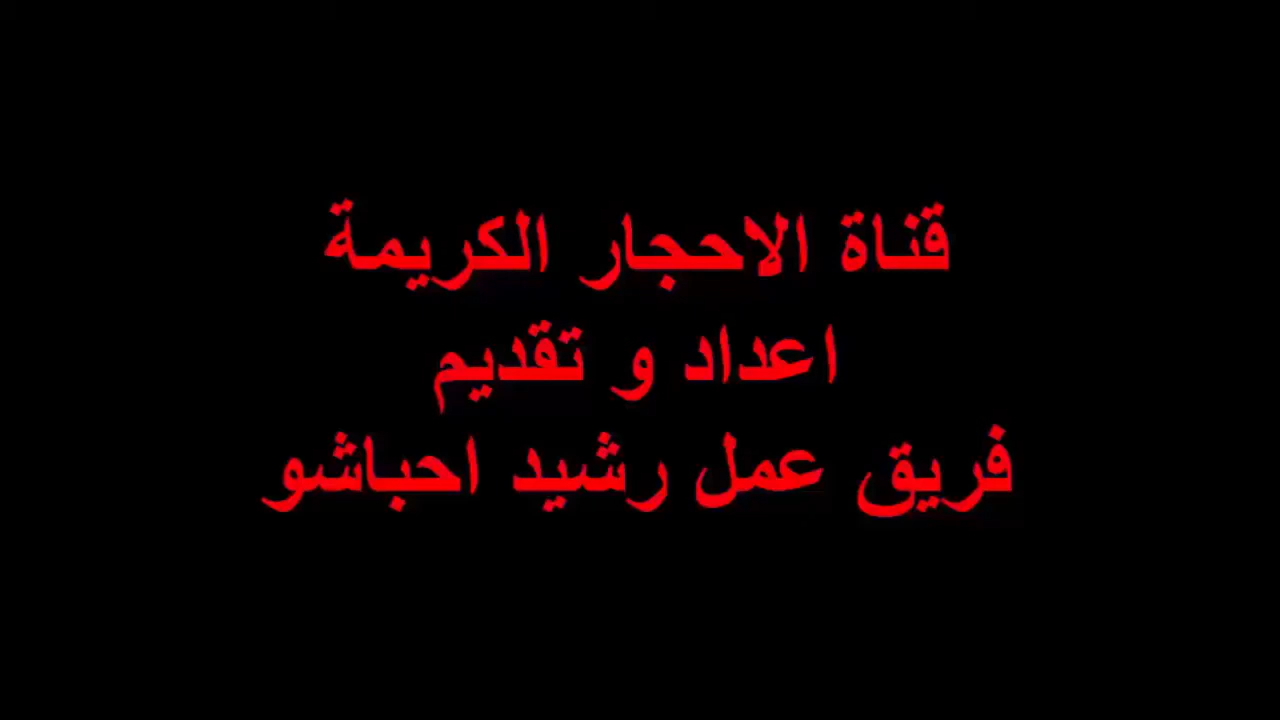 قناة الاحجار الكريمة
اعداد و تقديم
فريق عمل رشيد احباشو